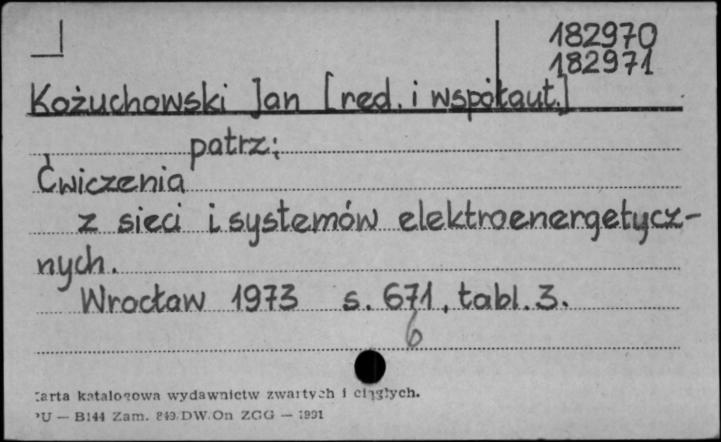 182970
182971
Kożuchowski Jan [red. i współaut.]
patrz:
Ćwiczenia
z sieci i systemów elektroenergetycz-
nych.
Wrocław 1973 s. 671, tabl. 3.
6
Karta katalogowa wydawnictw zwartych i ciągłych.
PU — B144 Zam. 849/DW.On ZGG — 1991